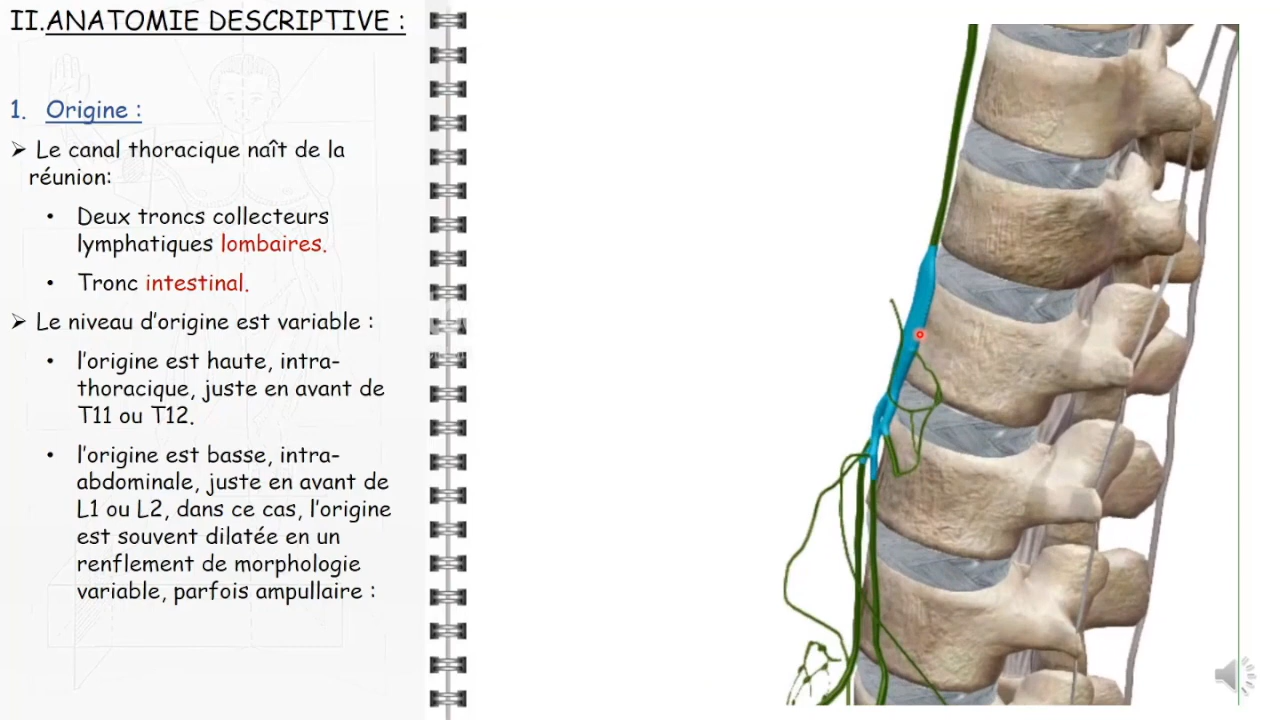 II.ANATOMIE DESCRIPTIVE :
1. Origine :
➢ Le canal thoracique naît de la
réunion:
• Deux troncs collecteurs
lymphatiques lombaires.
• Tronc intestinal.
➢ Le niveau d’origine est variable :
• l’origine est haute, intra-
thoracique, juste en avant de
T11 ou T12.
• l’origine est basse, intra-
abdominale, juste en avant de
L1 ou L2, dans ce cas, l’origine
est souvent dilatée en un
renflement de morphologie
variable, parfois ampullaire :